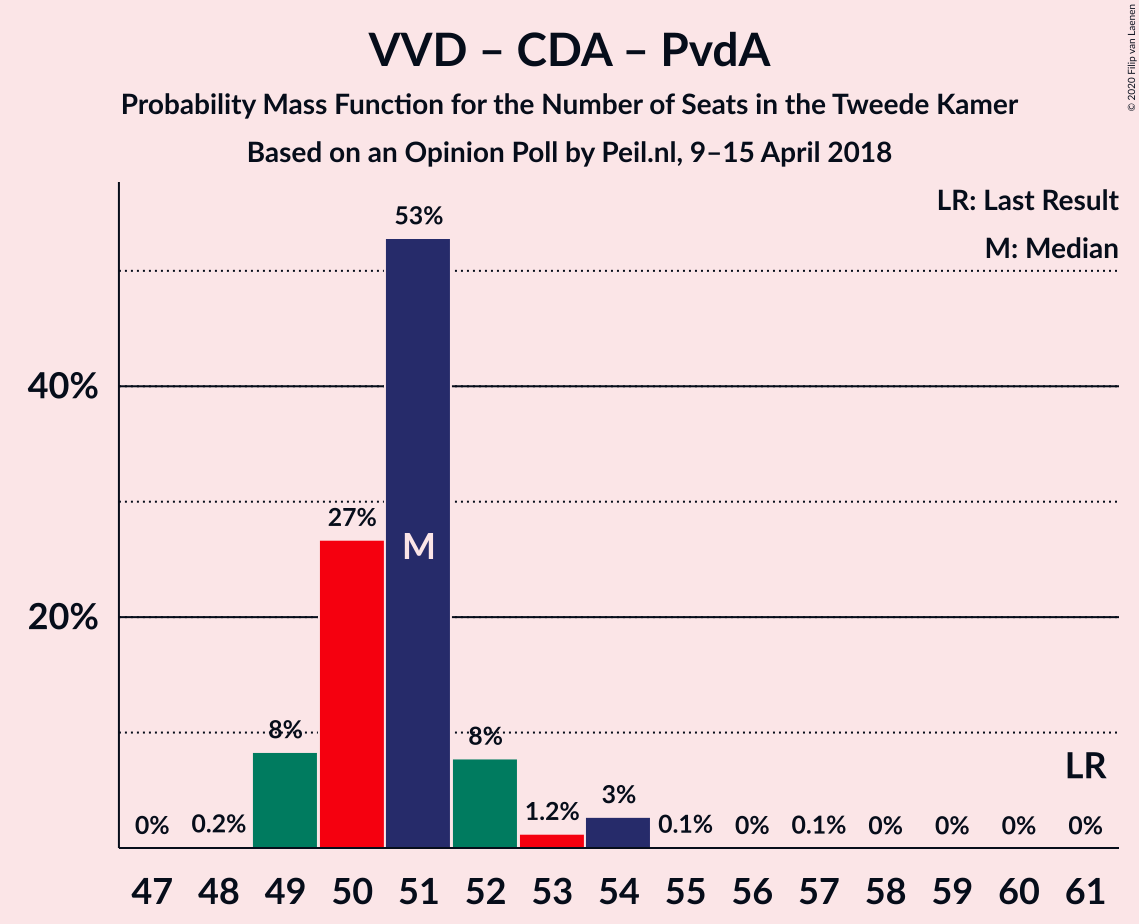 VVD – CDA – PvdA
Probability Mass Function for the Number of Seats in the Tweede Kamer
Based on an Opinion Poll by Peil.nl, 9–15 April 2018
© 2020 Filip van Laenen
LR: Last Result
M: Median
53%
40%
27%
M
20%
8%
8%
LR
3%
1.2%
0%
0.2%
0.1%
0%
0.1%
0%
0%
0%
0%
47 48 49 50 51 52 53 54 55 56 57 58 59 60 61